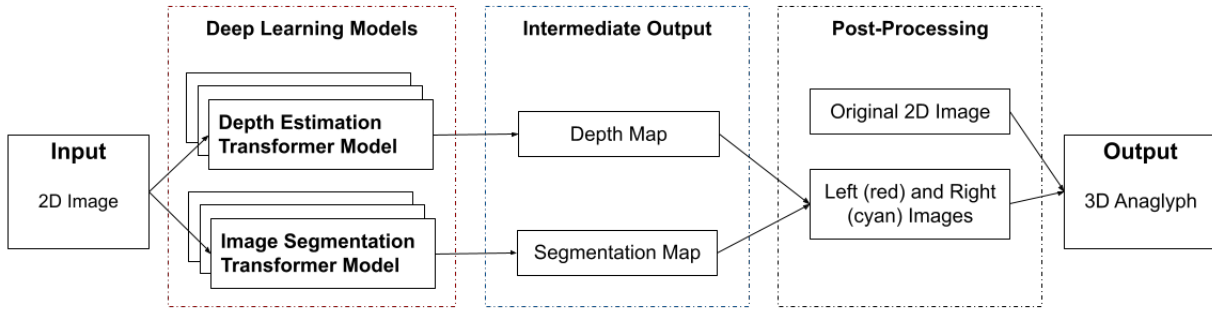 Deep Learning Models
Intermediate Output
Post-Processing
Input
2D Image
Depth Estimation
Transformer Model
Image Segmentation
Transformer Model
Depth Map
Segmentation Map
Original 2D Image
Left (red) and Right
(cyan) Images
Output
3D Anaglyph